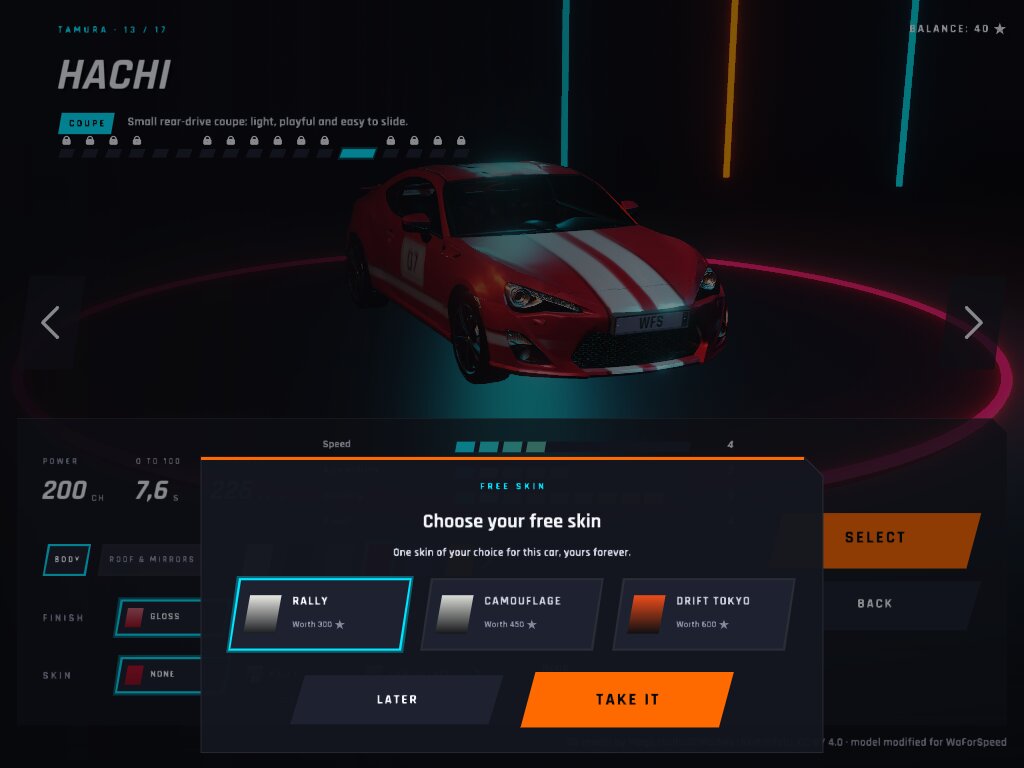 TAMURA · 13 / 17
BALANCE: 40 ★
HACHI
COUPE
Small rear-drive coupe: light, playful and easy to slide.
07
WFS
Speed
4
POWER
0 TO 100
200 CH
7,6 S
226
FREE SKIN
Choose your free skin
One skin of your choice for this car, yours forever.
SELECT
BODY
ROOF & MIRRORS
RALLY
Worth 300 ★
CAMOUFLAGE
Worth 450 ★
DRIFT TOKYO
Worth 600 ★
BACK
FINISH
GLOSS
SKIN
NONE
LATER
TAKE IT
4.0 · model modified for WaForSpeed